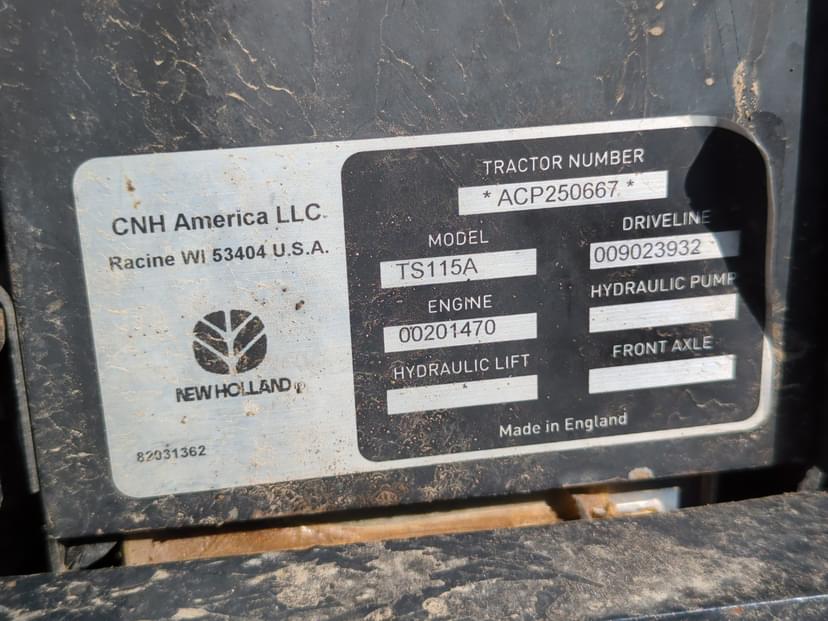 CNH America LLC.
Racine WI 53404 U.S.A.
NEW HOLLAND ®
82031362
TRACTOR NUMBER
* ACP250667 *
MODEL
TS115A
DRIVELINE
009023932
ENGINE
00201470
HYDRAULIC PUMP
HYDRAULIC LIFT
FRONT AXLE
Made in England